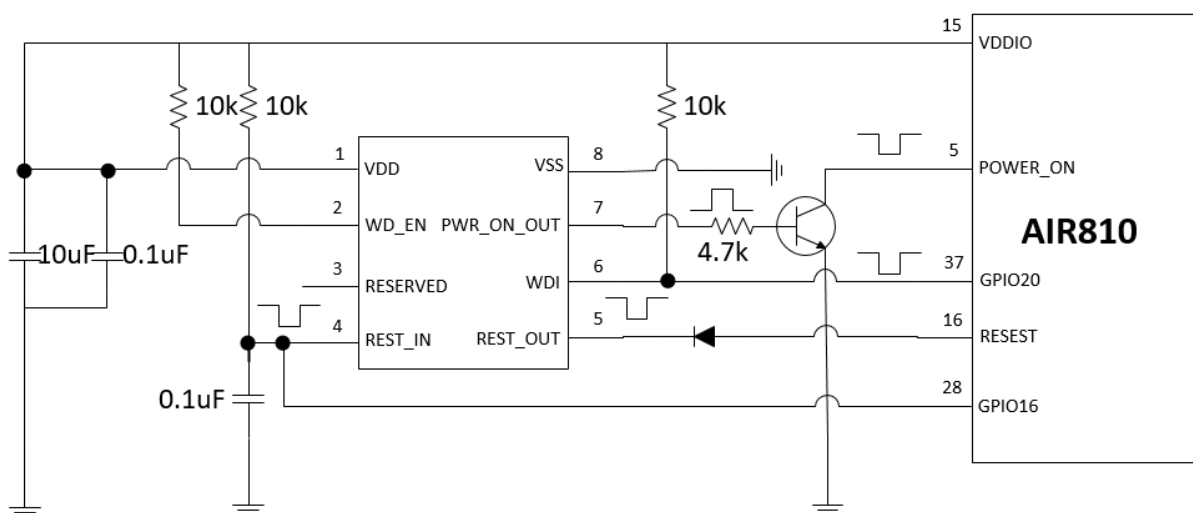 15
VDDIO
10k
10k
10k
1
VDD
VSS
8
5
POWER_ON
2
WD_EN
PWR_ON_OUT
7
4.7k
AIR810
10uF
0.1uF
3
RESERVED
WDI
6
37
GPIO20
4
REST_IN
REST_OUT
5
16
RESEST
0.1uF
28
GPIO16